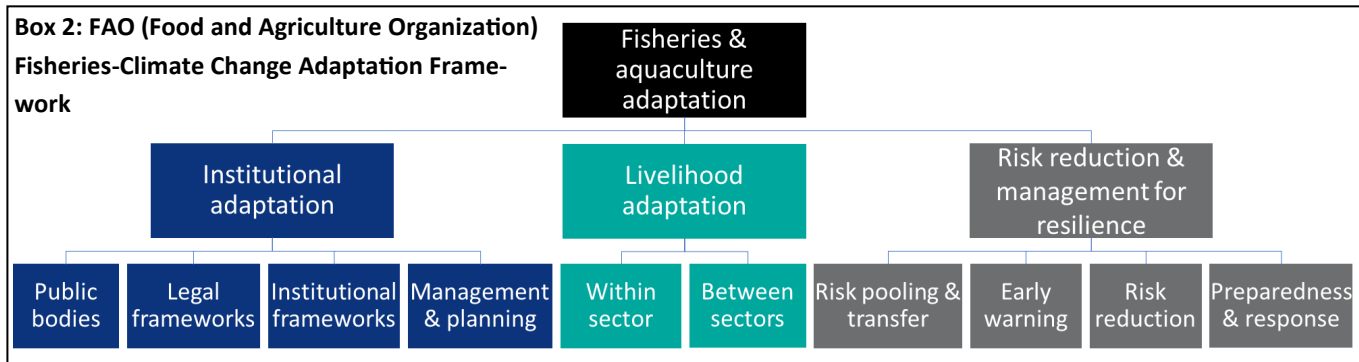 Box 2: FAO (Food and Agriculture Organization)
Fisheries-Climate Change Adaptation Frame-
work
Fisheries &
aquaculture
adaptation
Institutional
adaptation
Livelihood
adaptation
Risk reduction &
management for
resilience
Public
bodies
Legal
frameworks
Institutional
frameworks
Management
& planning
Within
sector
Between
sectors
Risk pooling &
transfer
Early
warning
Risk
reduction
Preparedness
& response